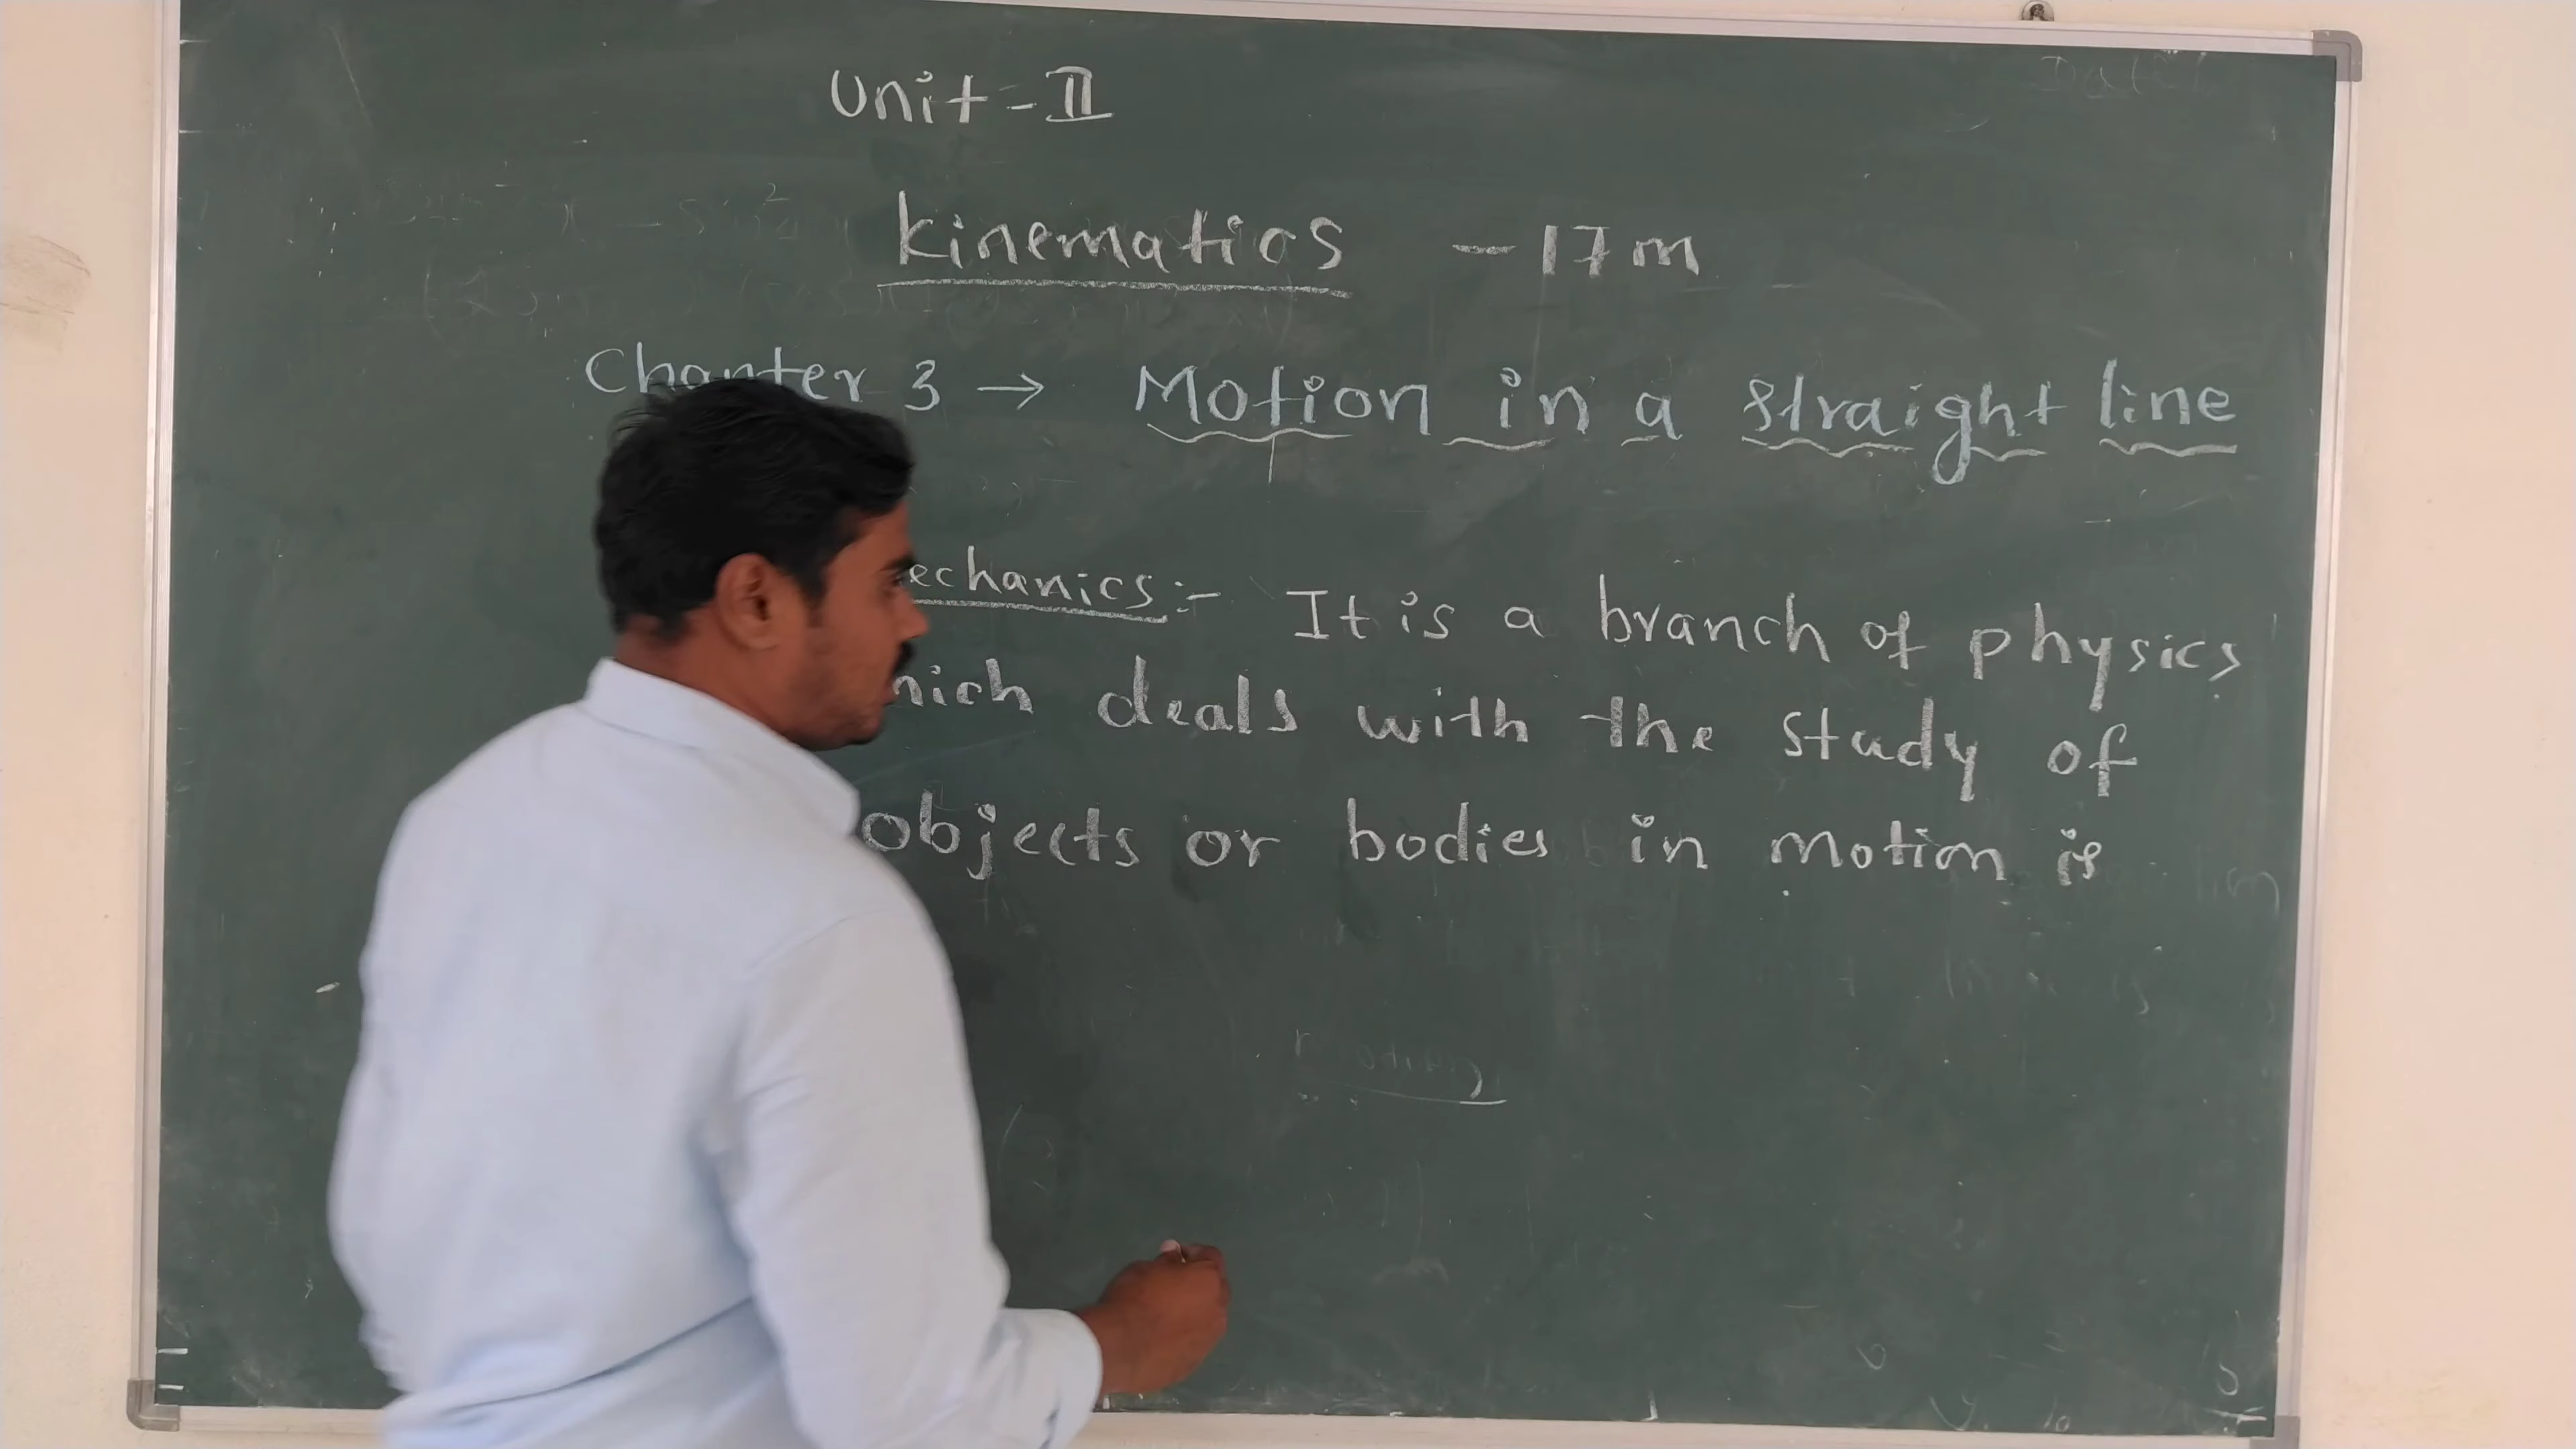 Unit - II
Kinematics - 17 m
Chapter 3 → Motion in a straight line
echanics :- It is a branch of physics
hich deals with the study of
objects or bodies in motion is